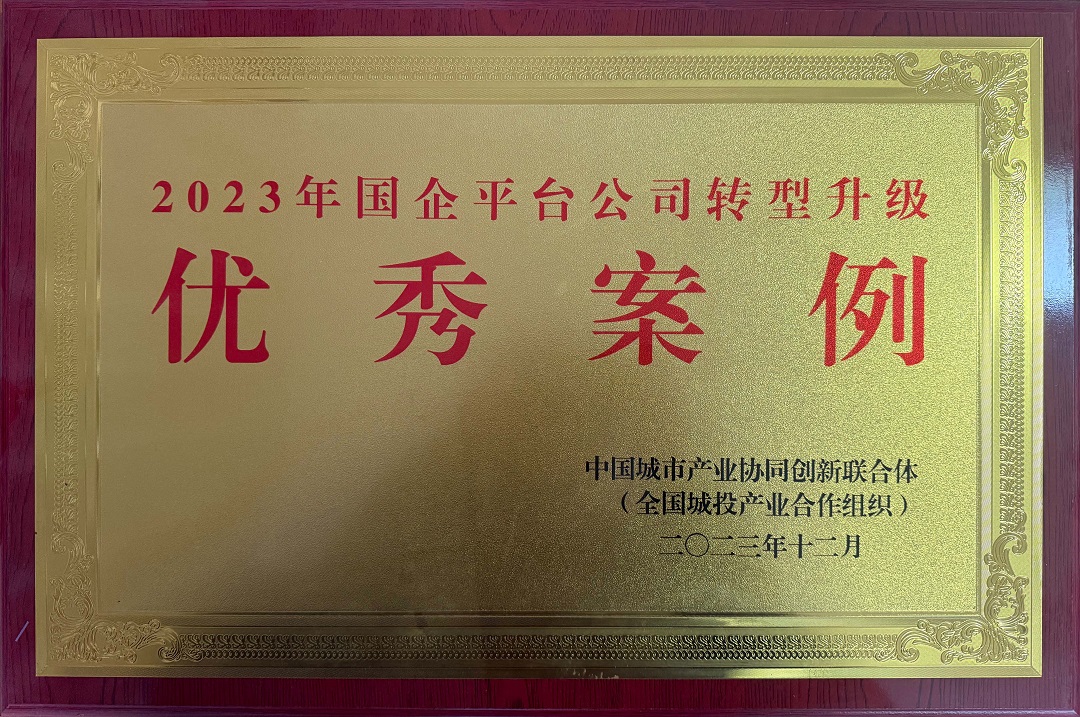 2023年国企平台公司转型升级
优秀案例
中国城市产业协同创新联合体
（全国城投产业合作组织）
二〇二三年十二月